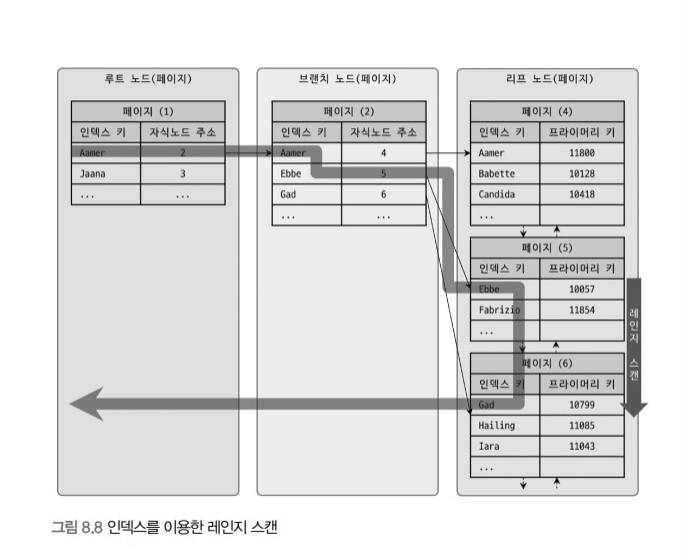 루트 노드(페이지)
페이지 (1)
인덱스 키 자식노드 주소
Aamer 2
Jaana 3
... ...
브랜치 노드(페이지)
페이지 (2)
인덱스 키 자식노드 주소
Aamer 4
Ebbe 5
Gad 6
... ...
리프 노드(페이지)
페이지 (4)
인덱스 키 프라이머리 키
Aamer 11800
Babette 10128
Candida 10418
...
페이지 (5)
인덱스 키 프라이머리 키
Ebbe 10057
Fabrizio 11854
...
페이지 (6)
인덱스 키 프라이머리 키
Gad 10799
Hailing 11085
Iara 11043
...
레인지 스캔
그림 8.8 인덱스를 이용한 레인지 스캔